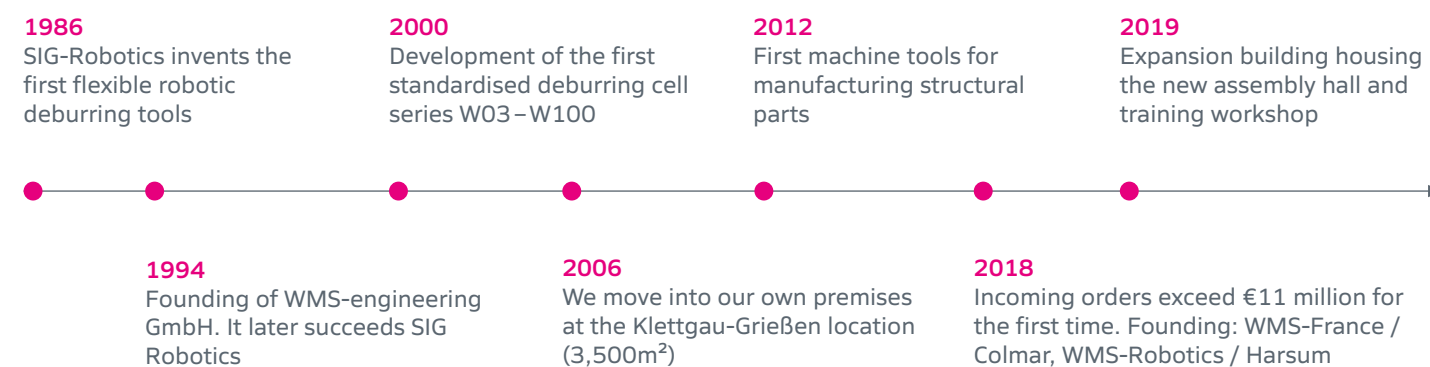 1986
SIG-Robotics invents the
first flexible robotic
deburring tools
2000
Development of the first
standardised deburring cell
series W03–W100
2012
First machine tools for
manufacturing structural
parts
2019
Expansion building housing
the new assembly hall and
training workshop
1994
Founding of WMS-engineering
GmbH. It later succeeds SIG
Robotics
2006
We move into our own premises
at the Klettgau-Grießen location
(3,500m²)
2018
Incoming orders exceed €11 million for
the first time. Founding: WMS-France /
Colmar, WMS-Robotics / Harsum